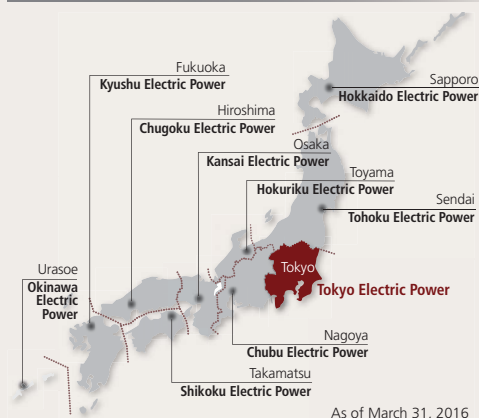 Fukuoka
Kyushu Electric Power
Sapporo
Hokkaido Electric Power
Hiroshima
Chugoku Electric Power
Osaka
Kansai Electric Power
Toyama
Hokuriku Electric Power
Sendai
Tohoku Electric Power
Tokyo
Tokyo Electric Power
Urasoe
Okinawa
Electric
Power
Nagoya
Chubu Electric Power
Takamatsu
Shikoku Electric Power
As of March 31, 2016